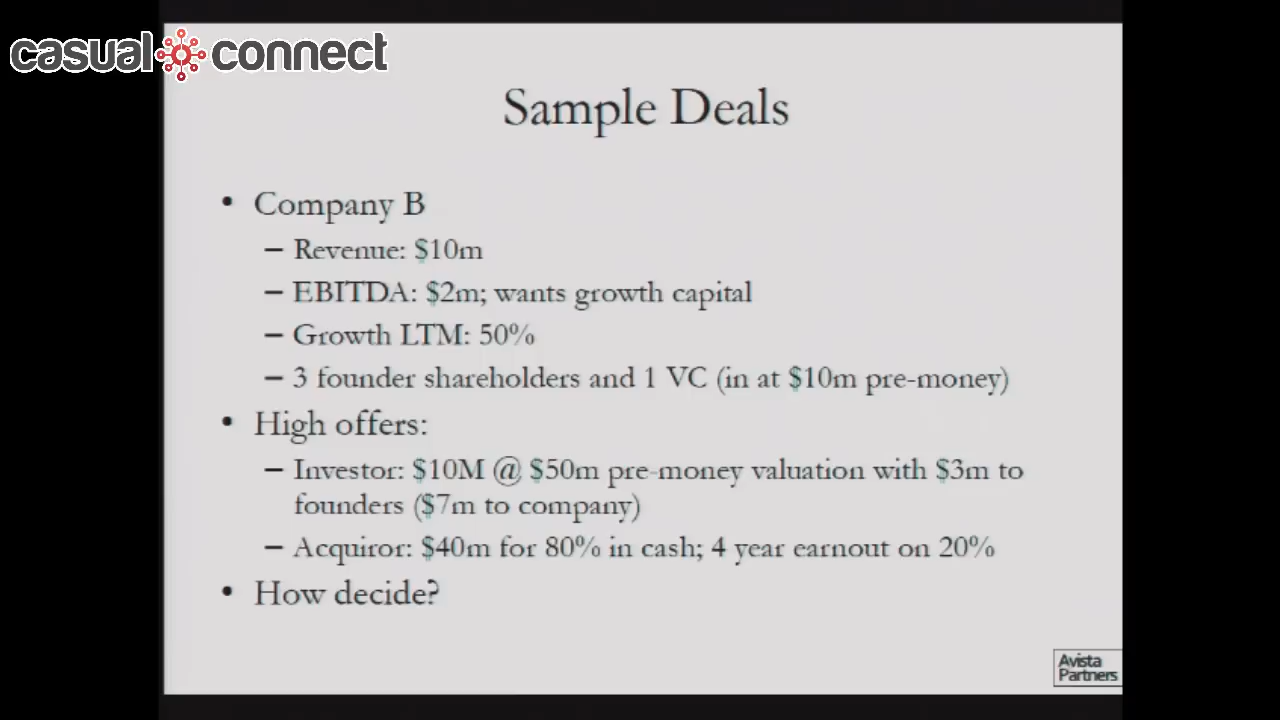 casual connect
Sample Deals
• Company B
– Revenue: $10m
– EBITDA: $2m; wants growth capital
– Growth LTM: 50%
– 3 founder shareholders and 1 VC (in at $10m pre-money)
• High offers:
– Investor: $10M @ $50m pre-money valuation with $3m to
founders ($7m to company)
– Acquiror: $40m for 80% in cash; 4 year earnout on 20%
• How decide?
Avista
Partners